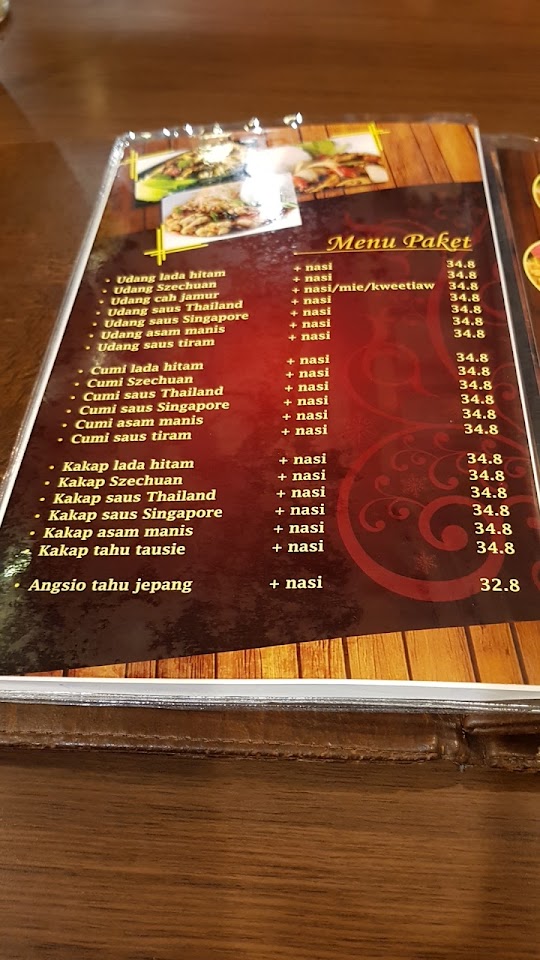 Menu Paket
• Udang lada hitam + nasi 34.8
• Udang Szechuan + nasi 34.8
• Udang cah Jamur + nasi/mie/kweetiaw 34.8
• Udang saus Thailand + nasi 34.8
• Udang saus Singapore + nasi 34.8
• Udang asam manis + nasi 34.8
• Udang saus tiram + nasi 34.8
• Cumi lada hitam + nasi 34.8
• Cumi Szechuan + nasi 34.8
• Cumi saus Thailand + nasi 34.8
• Cumi saus Singapore + nasi 34.8
• Cumi asam manis + nasi 34.8
• Cumi saus tiram + nasi 34.8
• Kakap lada hitam + nasi 34.8
• Kakap Szechuan + nasi 34.8
• Kakap saus Thailand + nasi 34.8
• Kakap saus Singapore + nasi 34.8
• Kakap asam manis + nasi 34.8
• Kakap tahu tausie + nasi 34.8
• Angsio tahu jepang + nasi 32.8